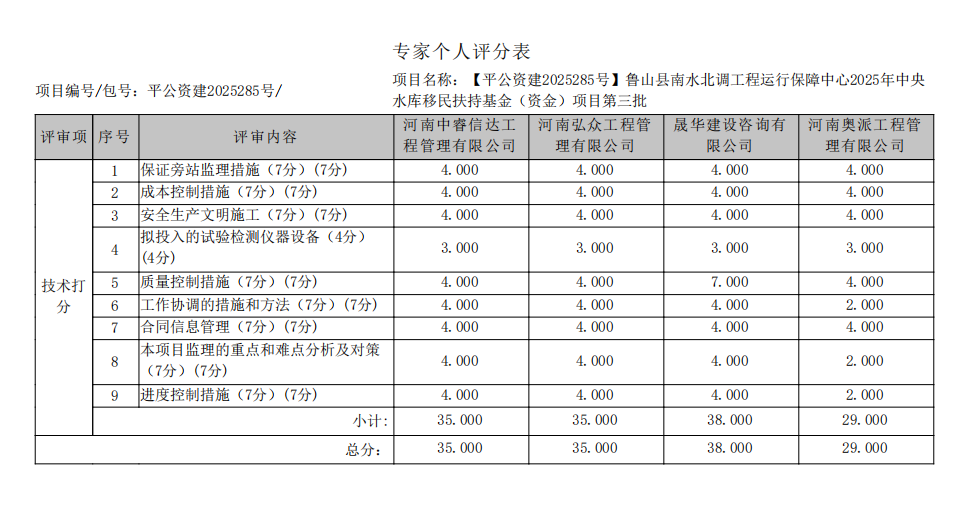 专家个人评分表
项目编号/包号：平公资建2025285号/
项目名称：【平公资建2025285号】鲁山县南水北调工程运行保障中心2025年中央
水库移民扶持基金（资金）项目第三批
评审项 序号 评审内容 河南中睿信达工程管理有限公司 河南弘众工程管理有限公司 晟华建设咨询有限公司 河南奥派工程管理有限公司
技术打分
1 保证旁站监理措施（7分）(7分) 4.000 4.000 4.000 4.000
2 成本控制措施（7分）(7分) 4.000 4.000 4.000 4.000
3 安全生产文明施工（7分）(7分) 4.000 4.000 4.000 4.000
4 拟投入的试验检测仪器设备（4分）(4分) 3.000 3.000 3.000 3.000
5 质量控制措施（7分）(7分) 4.000 4.000 7.000 4.000
6 工作协调的措施和方法（7分）(7分) 4.000 4.000 4.000 2.000
7 合同信息管理（7分）(7分) 4.000 4.000 4.000 4.000
8 本项目监理的重点和难点分析及对策（7分）(7分) 4.000 4.000 4.000 2.000
9 进度控制措施（7分）(7分) 4.000 4.000 4.000 2.000
小计: 35.000 35.000 38.000 29.000
总分: 35.000 35.000 38.000 29.000